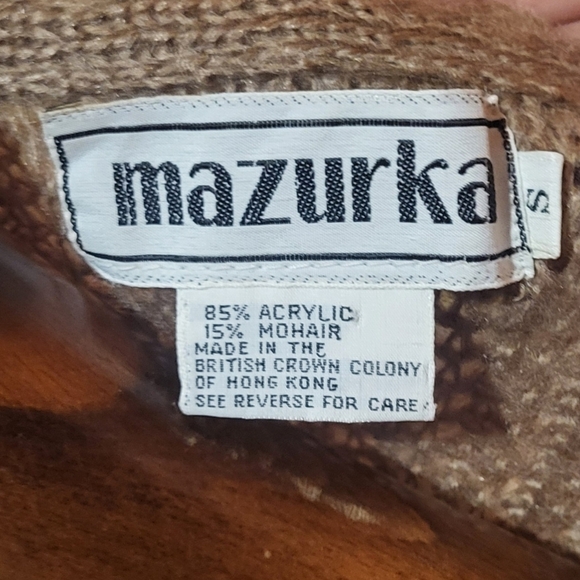 mazurka
S
85% ACRYLIC
15% MOHAIR
MADE IN THE
BRITISH CROWN COLONY
OF HONG KONG
SEE REVERSE FOR CARE